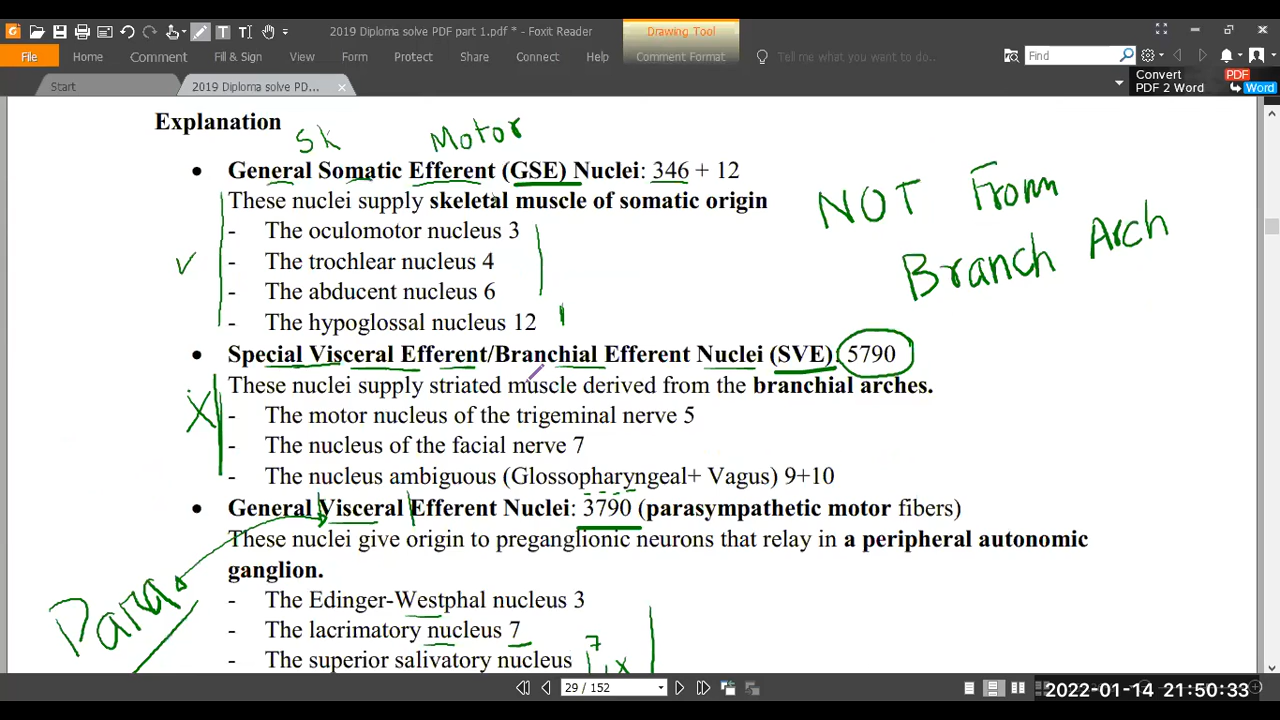 2019 Diploma solve PDF part 1.pdf * - Foxit Reader
Drawing Tool
File Home Comment Fill & Sign View Form Protect Share Connect Help Comment Format Tell me what you want to do... Find
Start 2019 Diploma solve PD...
Convert PDF
PDF 2 Word Word
Explanation
Sk Motor
• General Somatic Efferent (GSE) Nuclei: 346 + 12
These nuclei supply skeletal muscle of somatic origin
- The oculomotor nucleus 3
- The trochlear nucleus 4
- The abducent nucleus 6
- The hypoglossal nucleus 12
NOT From
Branch Arch
• Special Visceral Efferent/Branchial Efferent Nuclei (SVE): 5790
These nuclei supply striated muscle derived from the branchial arches.
- The motor nucleus of the trigeminal nerve 5
- The nucleus of the facial nerve 7
- The nucleus ambiguous (Glossopharyngeal+ Vagus) 9+10
• General Visceral Efferent Nuclei: 3790 (parasympathetic motor fibers)
These nuclei give origin to preganglionic neurons that relay in a peripheral autonomic
ganglion.
- The Edinger-Westphal nucleus 3
- The lacrimatory nucleus 7
- The superior salivatory nucleus 7
Para
29 / 152
2022-01-14 21:50:33